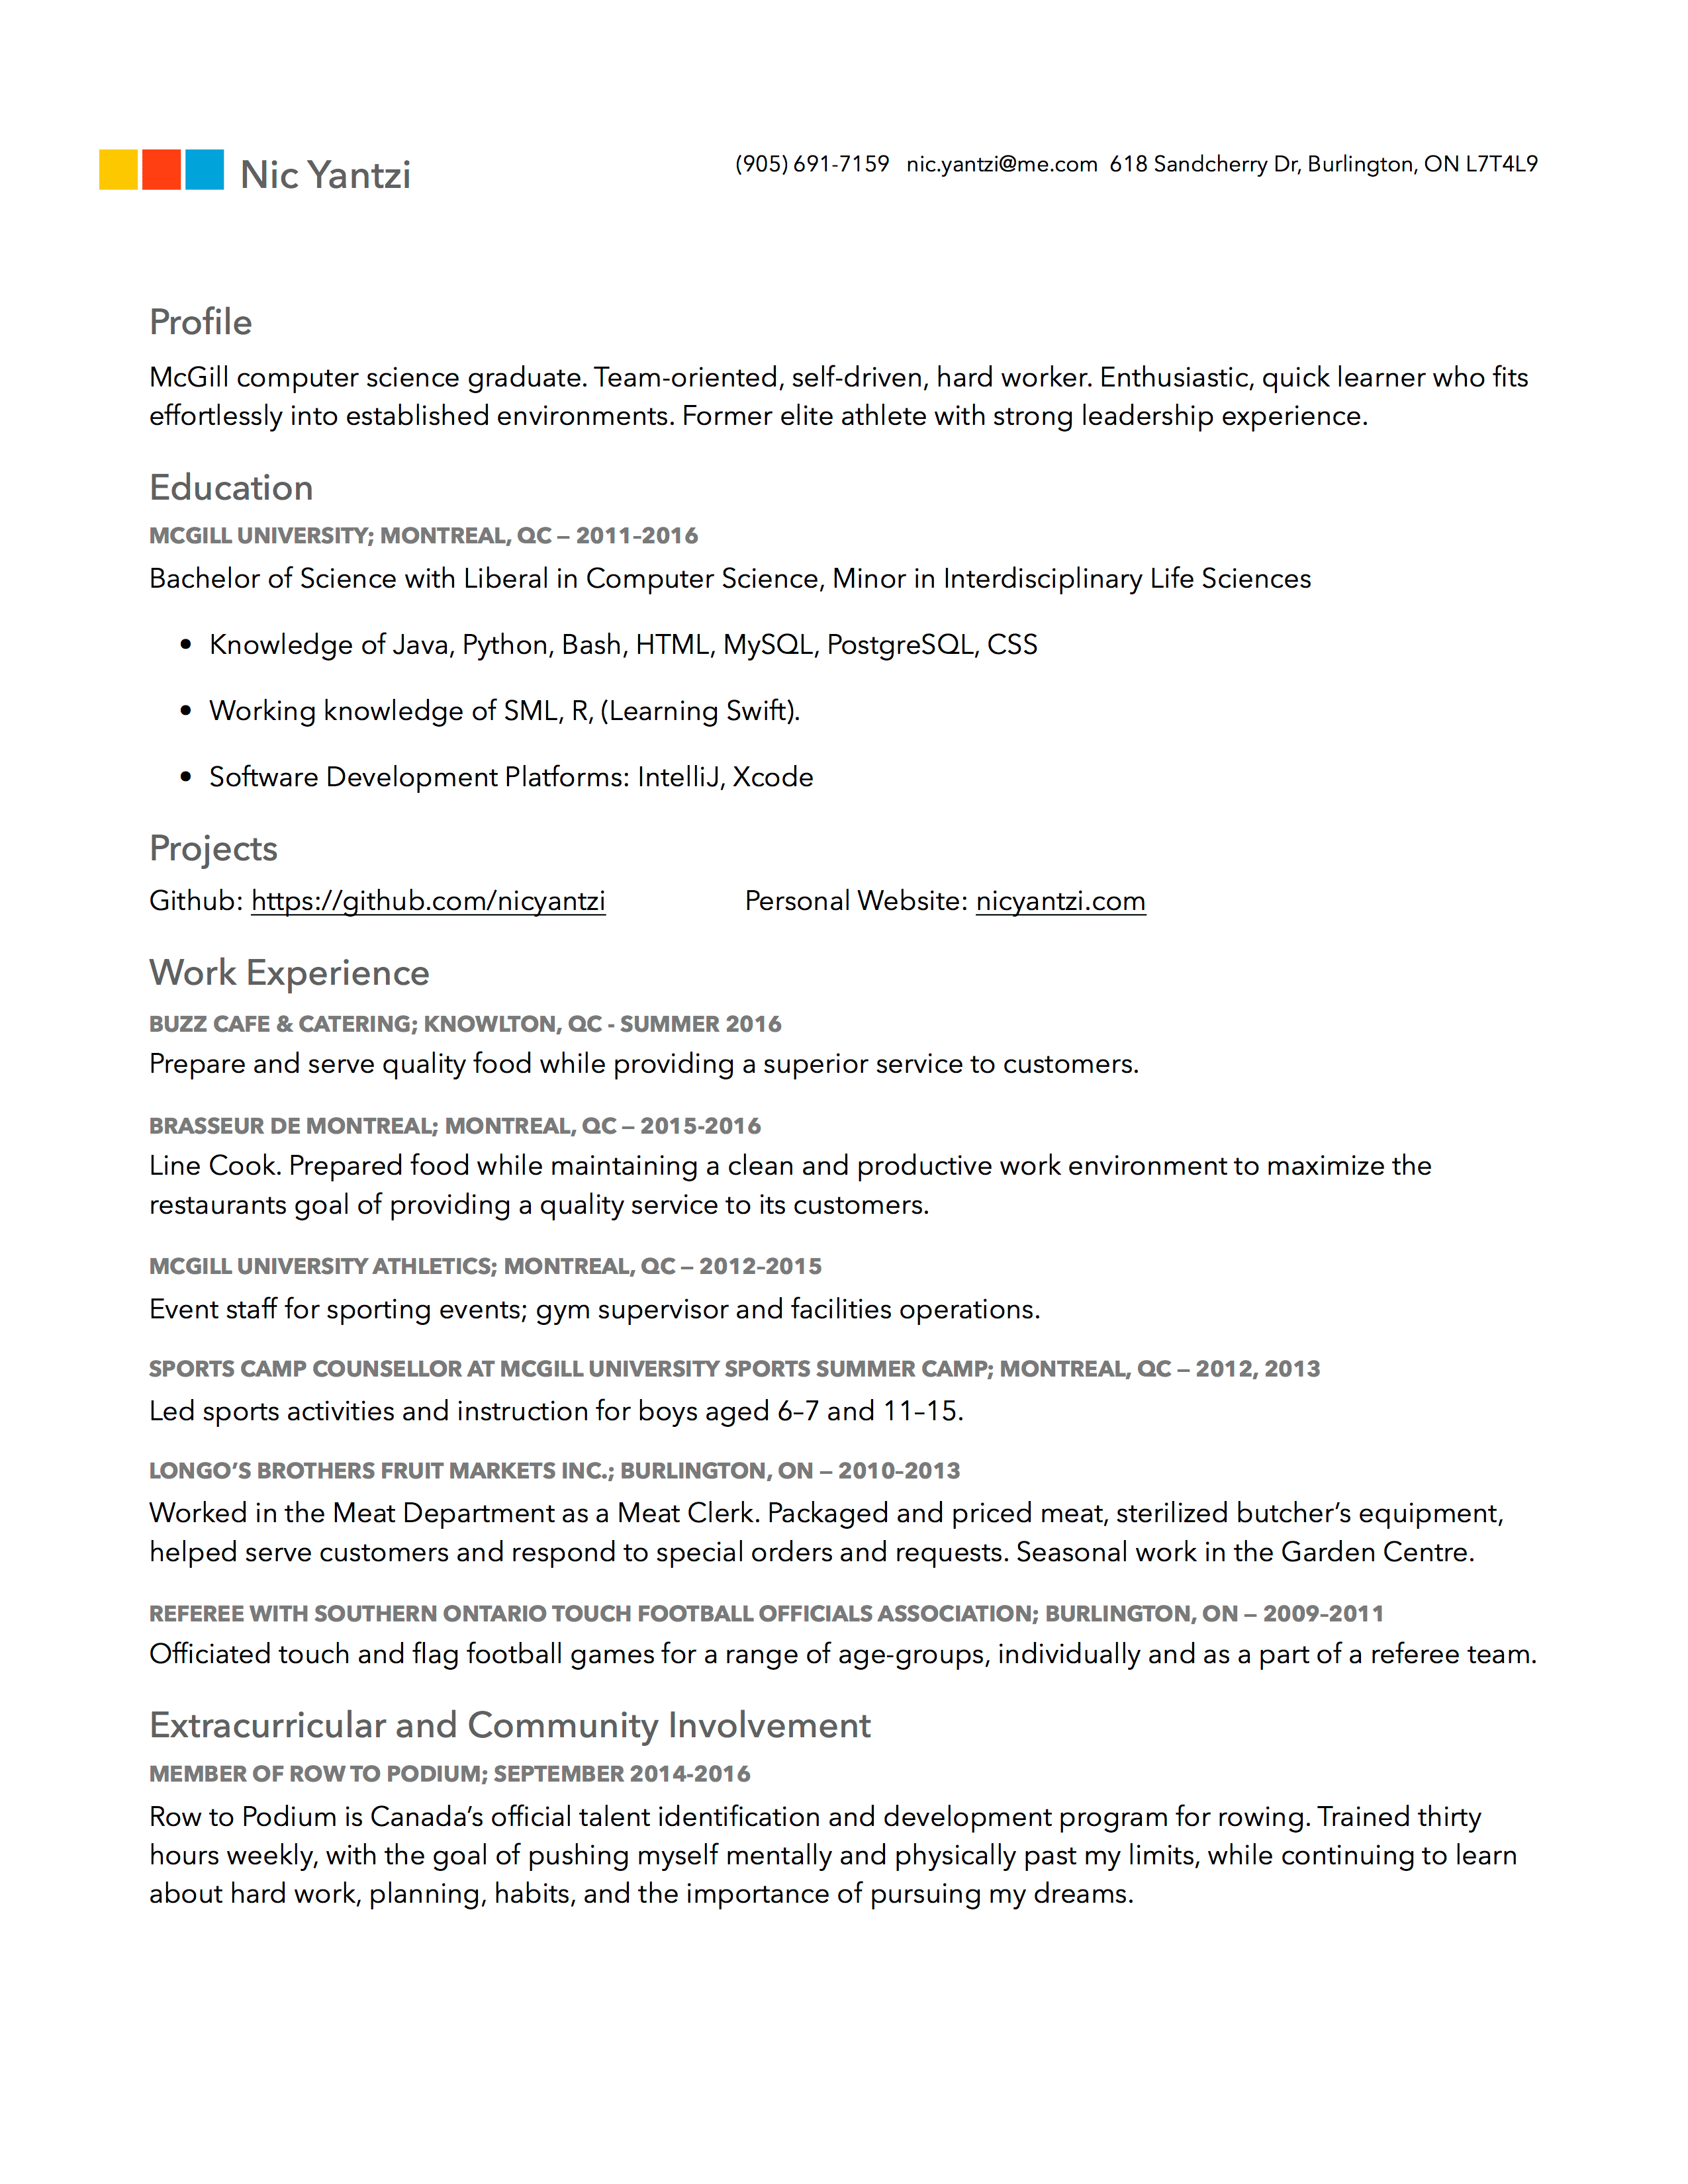 Nic Yantzi
(905) 691-7159 nic.yantzi@me.com 618 Sandcherry Dr, Burlington, ON L7T4L9
Profile
McGill computer science graduate. Team-oriented, self-driven, hard worker. Enthusiastic, quick learner who fits
effortlessly into established environments. Former elite athlete with strong leadership experience.
Education
MCGILL UNIVERSITY; MONTREAL, QC – 2011–2016
Bachelor of Science with Liberal in Computer Science, Minor in Interdisciplinary Life Sciences
• Knowledge of Java, Python, Bash, HTML, MySQL, PostgreSQL, CSS
• Working knowledge of SML, R, (Learning Swift).
• Software Development Platforms: IntelliJ, Xcode
Projects
Github: https://github.com/nicyantzi Personal Website: nicyantzi.com
Work Experience
BUZZ CAFE & CATERING; KNOWLTON, QC - SUMMER 2016
Prepare and serve quality food while providing a superior service to customers.
BRASSEUR DE MONTREAL; MONTREAL, QC – 2015-2016
Line Cook. Prepared food while maintaining a clean and productive work environment to maximize the
restaurants goal of providing a quality service to its customers.
MCGILL UNIVERSITY ATHLETICS; MONTREAL, QC – 2012–2015
Event staff for sporting events; gym supervisor and facilities operations.
SPORTS CAMP COUNSELLOR AT MCGILL UNIVERSITY SPORTS SUMMER CAMP; MONTREAL, QC – 2012, 2013
Led sports activities and instruction for boys aged 6–7 and 11–15.
LONGO’S BROTHERS FRUIT MARKETS INC.; BURLINGTON, ON – 2010–2013
Worked in the Meat Department as a Meat Clerk. Packaged and priced meat, sterilized butcher’s equipment,
helped serve customers and respond to special orders and requests. Seasonal work in the Garden Centre.
REFEREE WITH SOUTHERN ONTARIO TOUCH FOOTBALL OFFICIALS ASSOCIATION; BURLINGTON, ON – 2009–2011
Officiated touch and flag football games for a range of age-groups, individually and as a part of a referee team.
Extracurricular and Community Involvement
MEMBER OF ROW TO PODIUM; SEPTEMBER 2014-2016
Row to Podium is Canada’s official talent identification and development program for rowing. Trained thirty
hours weekly, with the goal of pushing myself mentally and physically past my limits, while continuing to learn
about hard work, planning, habits, and the importance of pursuing my dreams.